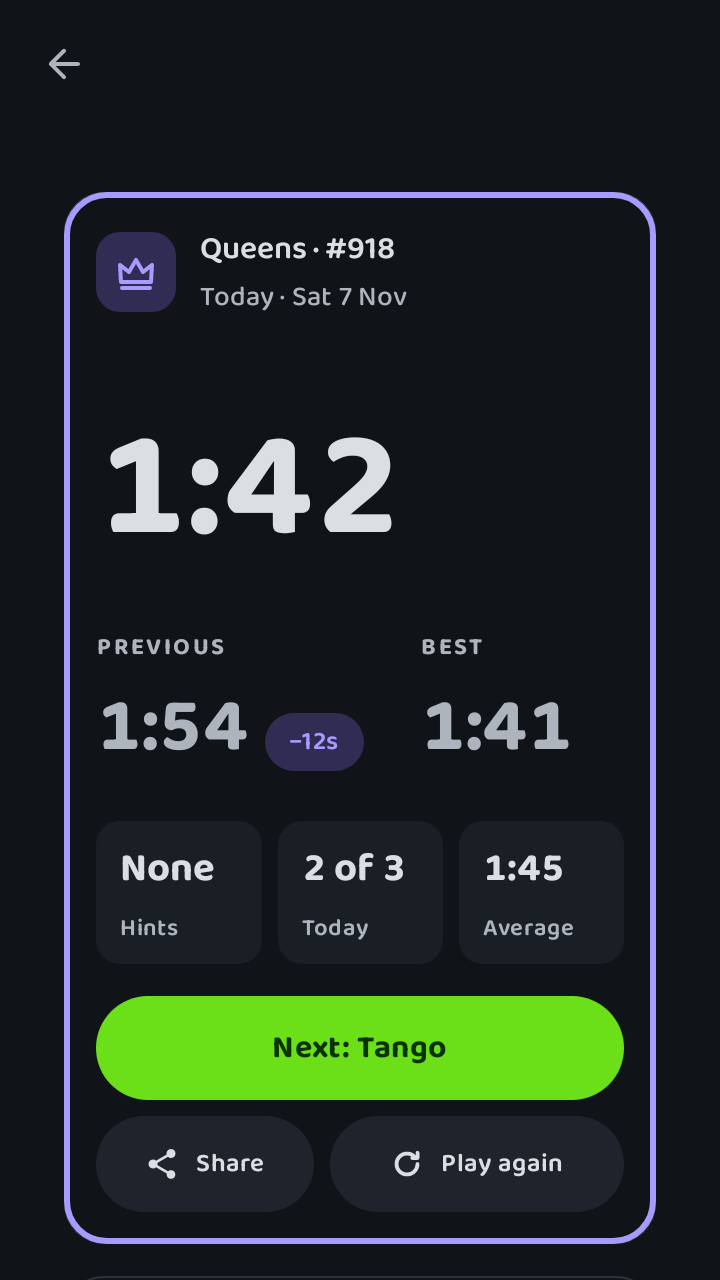 Queens · #918
Today · Sat 7 Nov
1:42
PREVIOUS
BEST
1:54
−12s
1:41
None
Hints
2 of 3
Today
1:45
Average
Next: Tango
Share
Play again